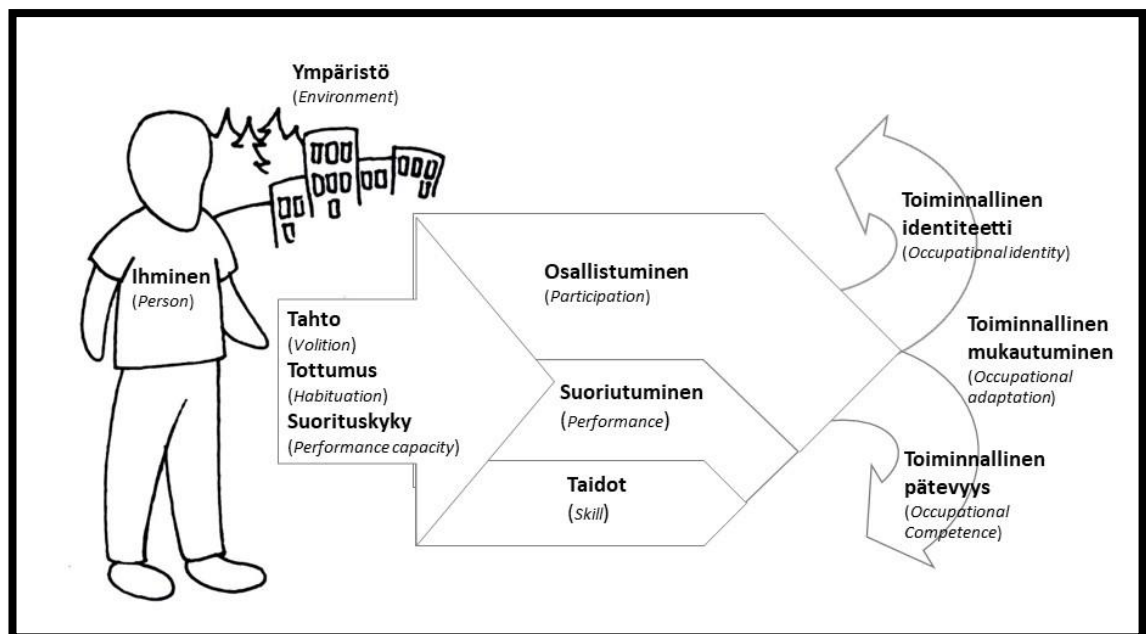 Ympäristö
(Environment)
Ihminen
(Person)
Tahto
(Volition)
Tottumus
(Habituation)
Suorituskyky
(Performance capacity)
Osallistuminen
(Participation)
Suoriutuminen
(Performance)
Taidot
(Skill)
Toiminnallinen
identiteetti
(Occupational identity)
Toiminnallinen
mukautuminen
(Occupational
adaptation)
Toiminnallinen
pätevyys
(Occupational
Competence)